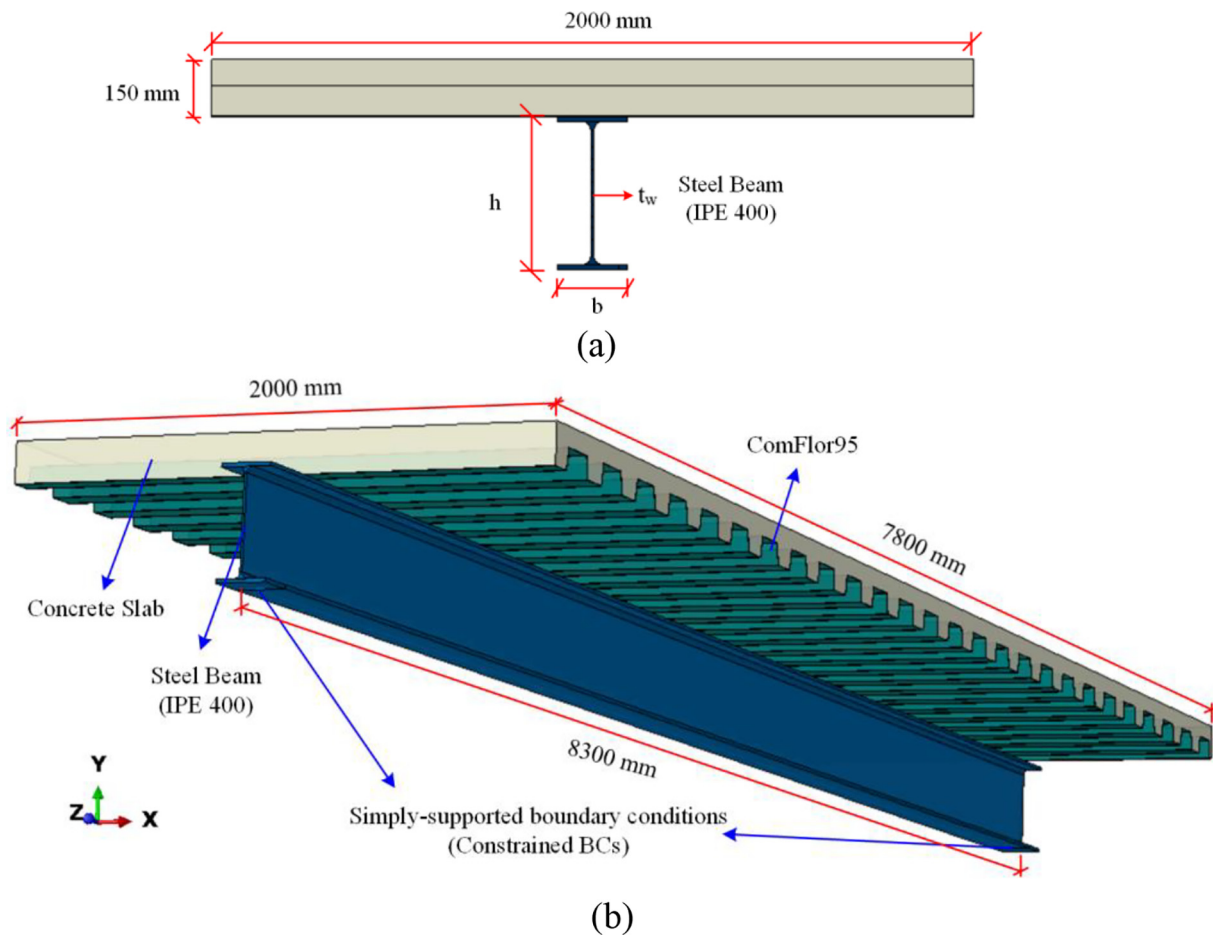 2000 mm
150 mm
h
t_w
Steel Beam
(IPE 400)
b
(a)
2000 mm
ComFlor95
7800 mm
Concrete Slab
Steel Beam
(IPE 400)
8300 mm
Y
Z
X
Simply-supported boundary conditions
(Constrained BCs)
(b)